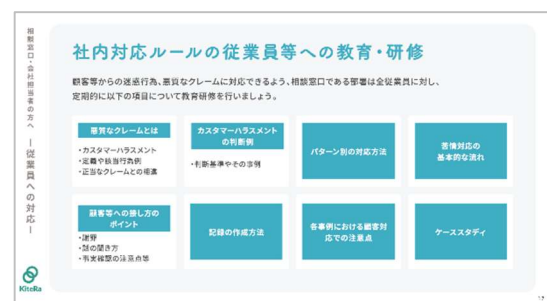 相談窓口・会社担当者の方へ ー従業員への対応ー
社内対応ルールの従業員等への教育・研修
顧客等からの迷惑行為、悪質なクレームに対応できるよう、相談窓口である部署は全従業員に対し、
定期的に以下の項目について教育研修を行いましょう。
悪質なクレームとは
・カスタマーハラスメント
・定義や該当行為例
・正当なクレームとの相違
カスタマーハラスメント
の判断例
・判断基準やその事例
パターン別の対応方法
苦情対応の
基本的な流れ
顧客等への接し方の
ポイント
・謝罪
・話の聞き方
・事実確認の注意点等
記録の作成方法
各事例における顧客対
応での注意点
ケーススタディ
KiteRa